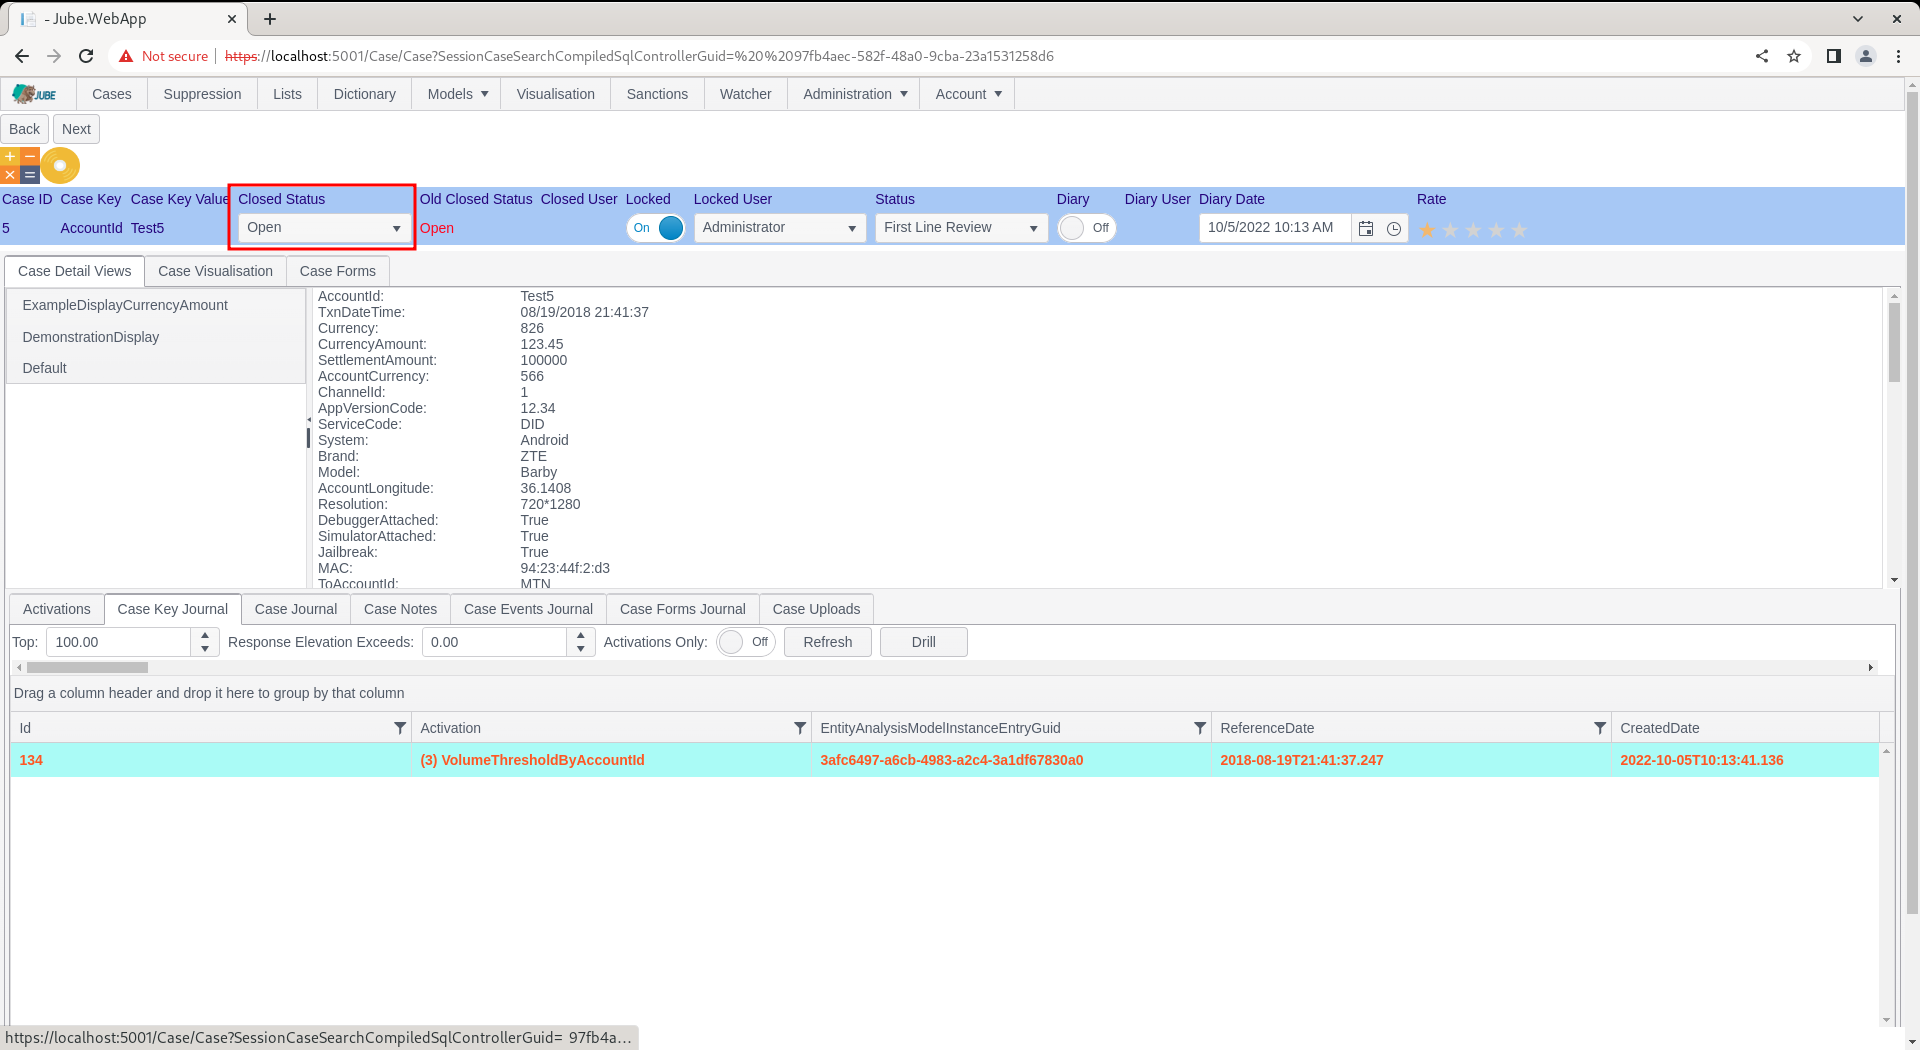 - Jube.WebApp
Not secure https://localhost:5001/Case/Case?SessionCaseSearchCompiledSqlControllerGuid=%20%2097fb4aec-582f-48a0-9cba-23a1531258d6
JUBE Cases Suppression Lists Dictionary Models Visualisation Sanctions Watcher Administration Account
Back Next
Case ID Case Key Case Key Value Closed Status Old Closed Status Closed User Locked Locked User Status Diary Diary User Diary Date Rate
5 AccountId Test5 Open Open On Administrator First Line Review Off 10/5/2022 10:13 AM
Case Detail Views Case Visualisation Case Forms
ExampleDisplayCurrencyAmount
DemonstrationDisplay
Default
AccountId: Test5
TxnDateTime: 08/19/2018 21:41:37
Currency: 826
CurrencyAmount: 123.45
SettlementAmount: 100000
AccountCurrency: 566
ChannelId: 1
AppVersionCode: 12.34
ServiceCode: DID
System: Android
Brand: ZTE
Model: Barby
AccountLongitude: 36.1408
Resolution: 720*1280
DebuggerAttached: True
SimulatorAttached: True
Jailbreak: True
MAC: 94:23:44f:2:d3
ToAccountId: MTN
Activations Case Key Journal Case Journal Case Notes Case Events Journal Case Forms Journal Case Uploads
Top: 100.00 Response Elevation Exceeds: 0.00 Activations Only: Off Refresh Drill
Drag a column header and drop it here to group by that column
Id Activation EntityAnalysisModelInstanceEntryGuid ReferenceDate CreatedDate
134 (3) VolumeThresholdByAccountId 3afc6497-a6cb-4983-a2c4-3a1df67830a0 2018-08-19T21:41:37.247 2022-10-05T10:13:41.136
https://localhost:5001/Case/Case?SessionCaseSearchCompiledSqlControllerGuid= 97fb4a...